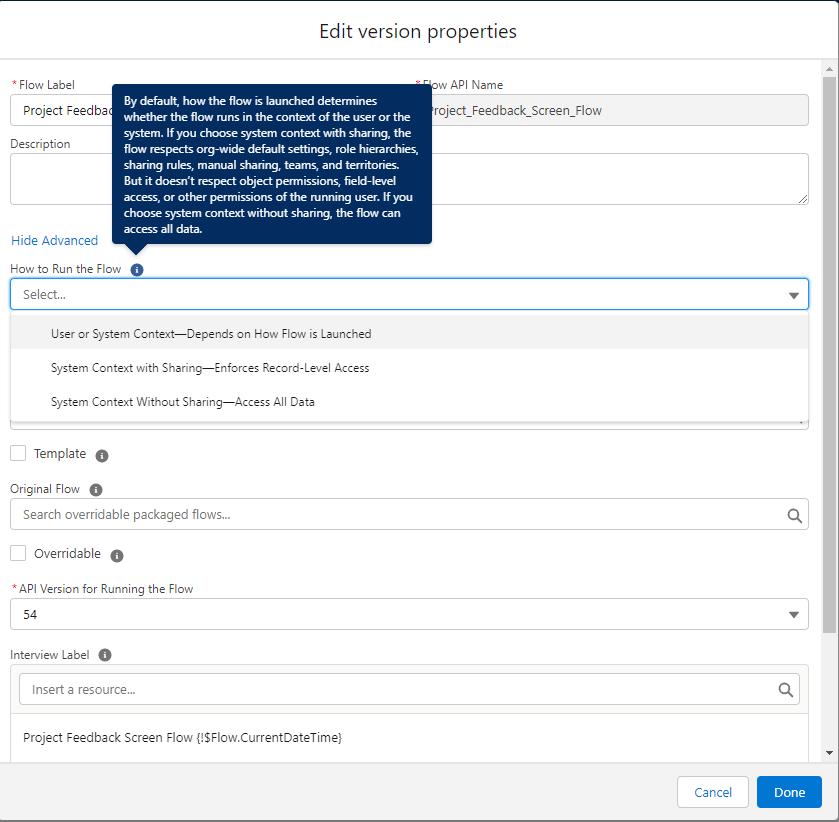 Edit version properties
*Flow Label
*Flow API Name
Project Feedback
Project_Feedback_Screen_Flow
By default, how the flow is launched determines
whether the flow runs in the context of the user or the
system. If you choose system context with sharing, the
flow respects org-wide default settings, role hierarchies,
sharing rules, manual sharing, teams, and territories.
But it doesn't respect object permissions, field-level
access, or other permissions of the running user. If you
choose system context without sharing, the flow can
access all data.
Description
Hide Advanced
How to Run the Flow i
Select...
User or System Context—Depends on How Flow is Launched
System Context with Sharing—Enforces Record-Level Access
System Context Without Sharing—Access All Data
Template i
Original Flow i
Search overridable packaged flows...
Overridable i
*API Version for Running the Flow
54
Interview Label i
Insert a resource...
Project Feedback Screen Flow {!$Flow.CurrentDateTime}
Cancel
Done